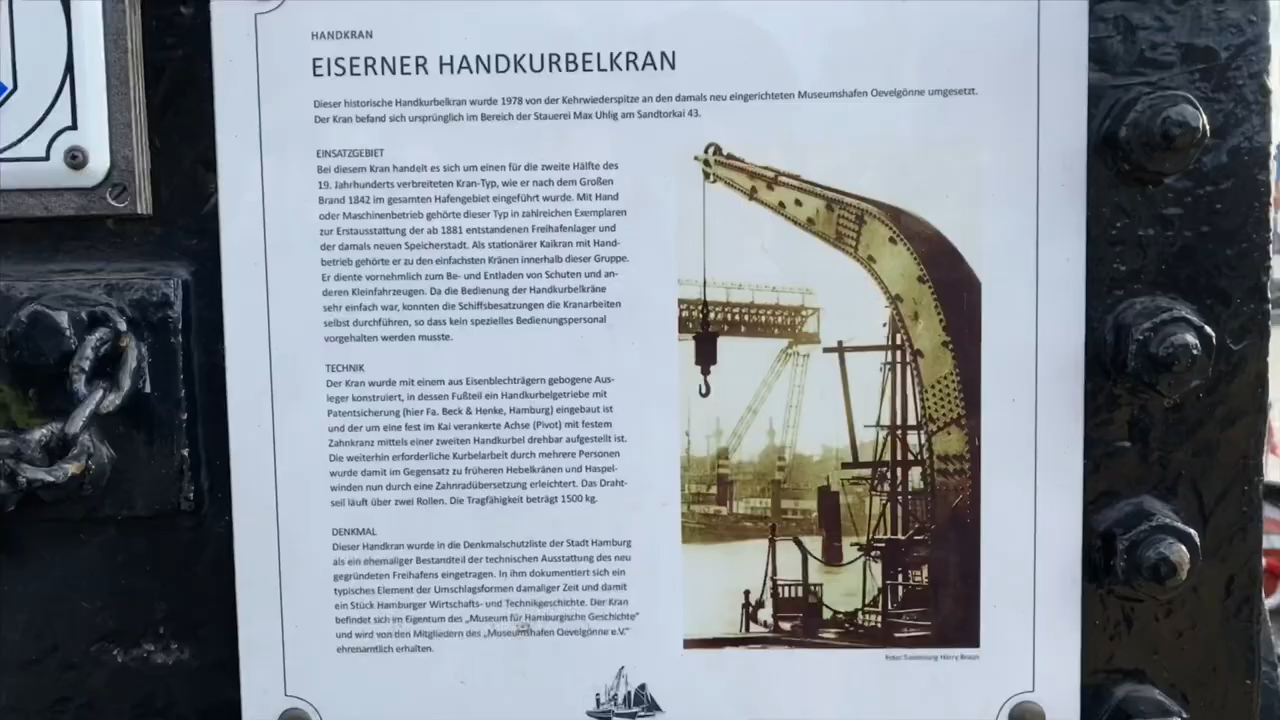 HANDKRAN
EISERNER HANDKURBELKRAN
Dieser historische Handkurbelkran wurde 1978 von der Kehrwiederspitze an den damals neu eingerichteten Museumshafen Oevelgönne umgesetzt.
Der Kran befand sich ursprünglich im Bereich der Stauerei Max Uhlig am Sandtorkai 43.
EINSATZGEBIET
Bei diesem Kran handelt es sich um einen für die zweite Hälfte des
19. Jahrhunderts verbreiteten Kran-Typ, wie er nach dem Großen
Brand 1842 im gesamten Hafengebiet eingeführt wurde. Mit Hand
oder Maschinenbetrieb gehörte dieser Typ in zahlreichen Exemplaren
zur Erstausstattung der ab 1881 entstandenen Freihafenlager und
der damals neuen Speicherstadt. Als stationärer Kaikran mit Hand-
betrieb gehörte er zu den einfachsten Kränen innerhalb dieser Gruppe.
Er diente vornehmlich zum Be- und Entladen von Schuten und an-
deren Kleinfahrzeugen. Da die Bedienung der Handkurbelkräne
sehr einfach war, konnten die Schiffsbesatzungen die Kranarbeiten
selbst durchführen, so dass kein spezielles Bedienungspersonal
vorgehalten werden musste.
TECHNIK
Der Kran wurde mit einem aus Eisenblechträgern gebogene Aus-
leger konstruiert, in dessen Fußteil ein Handkurbelgetriebe mit
Patentsicherung (hier Fa. Beck & Henke, Hamburg) eingebaut ist
und der um eine fest im Kai verankerte Achse (Pivot) mit festem
Zahnkranz mittels einer zweiten Handkurbel drehbar aufgestellt ist.
Die weiterhin erforderliche Kurbelarbeit durch mehrere Personen
wurde damit im Gegensatz zu früheren Hebelkränen und Haspel-
winden nun durch eine Zahnradübersetzung erleichtert. Das Draht-
seil läuft über zwei Rollen. Die Tragfähigkeit beträgt 1500 kg.
DENKMAL
Dieser Handkran wurde in die Denkmalschutzliste der Stadt Hamburg
als ein ehemaliger Bestandteil der technischen Ausstattung des neu
gegründeten Freihafens eingetragen. In ihm dokumentiert sich ein
typisches Element der Umschlagsformen damaliger Zeit und damit
ein Stück Hamburger Wirtschafts- und Technikgeschichte. Der Kran
befindet sich im Eigentum des „Museum für Hamburgische Geschichte"
und wird von den Mitgliedern des „Museumshafen Oevelgönne e.V."
ehrenamtlich erhalten.
Foto: Sammlung Harry Braun